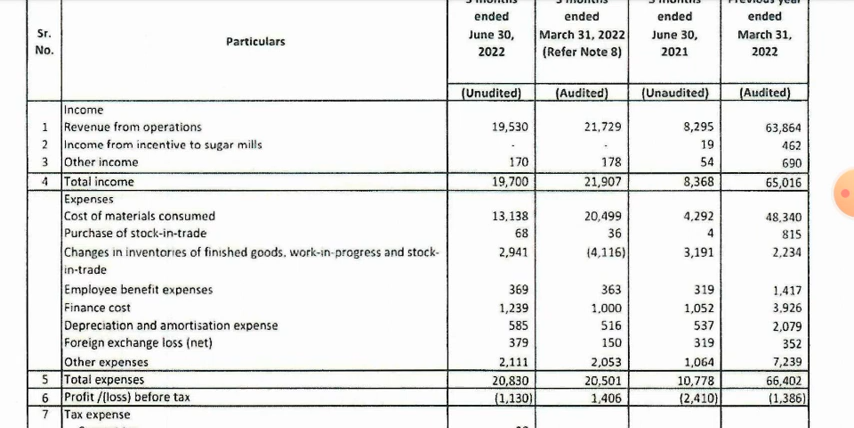 ended ended ended ended
Sr. No. Particulars June 30, 2022 March 31, 2022 (Refer Note 8) June 30, 2021 March 31, 2022
(Unudited) (Audited) (Unaudited) (Audited)
Income
1 Revenue from operations 19,530 21,729 8,295 63,864
2 Income from incentive to sugar mills - - 19 462
3 Other income 170 178 54 690
4 Total income 19,700 21,907 8,368 65,016
Expenses
Cost of materials consumed 13,138 20,499 4,292 48,340
Purchase of stock-in-trade 68 36 4 815
Changes in inventories of finished goods, work-in-progress and stock- 2,941 (4,116) 3,191 2,234
in-trade
Employee benefit expenses 369 363 319 1,417
Finance cost 1,239 1,000 1,052 3,926
Depreciation and amortisation expense 585 516 537 2,079
Foreign exchange loss (net) 379 150 319 352
Other expenses 2,111 2,053 1,064 7,239
5 Total expenses 20,830 20,501 10,778 66,402
6 Profit /(loss) before tax (1,130) 1,406 (2,410) (1,386)
7 Tax expense